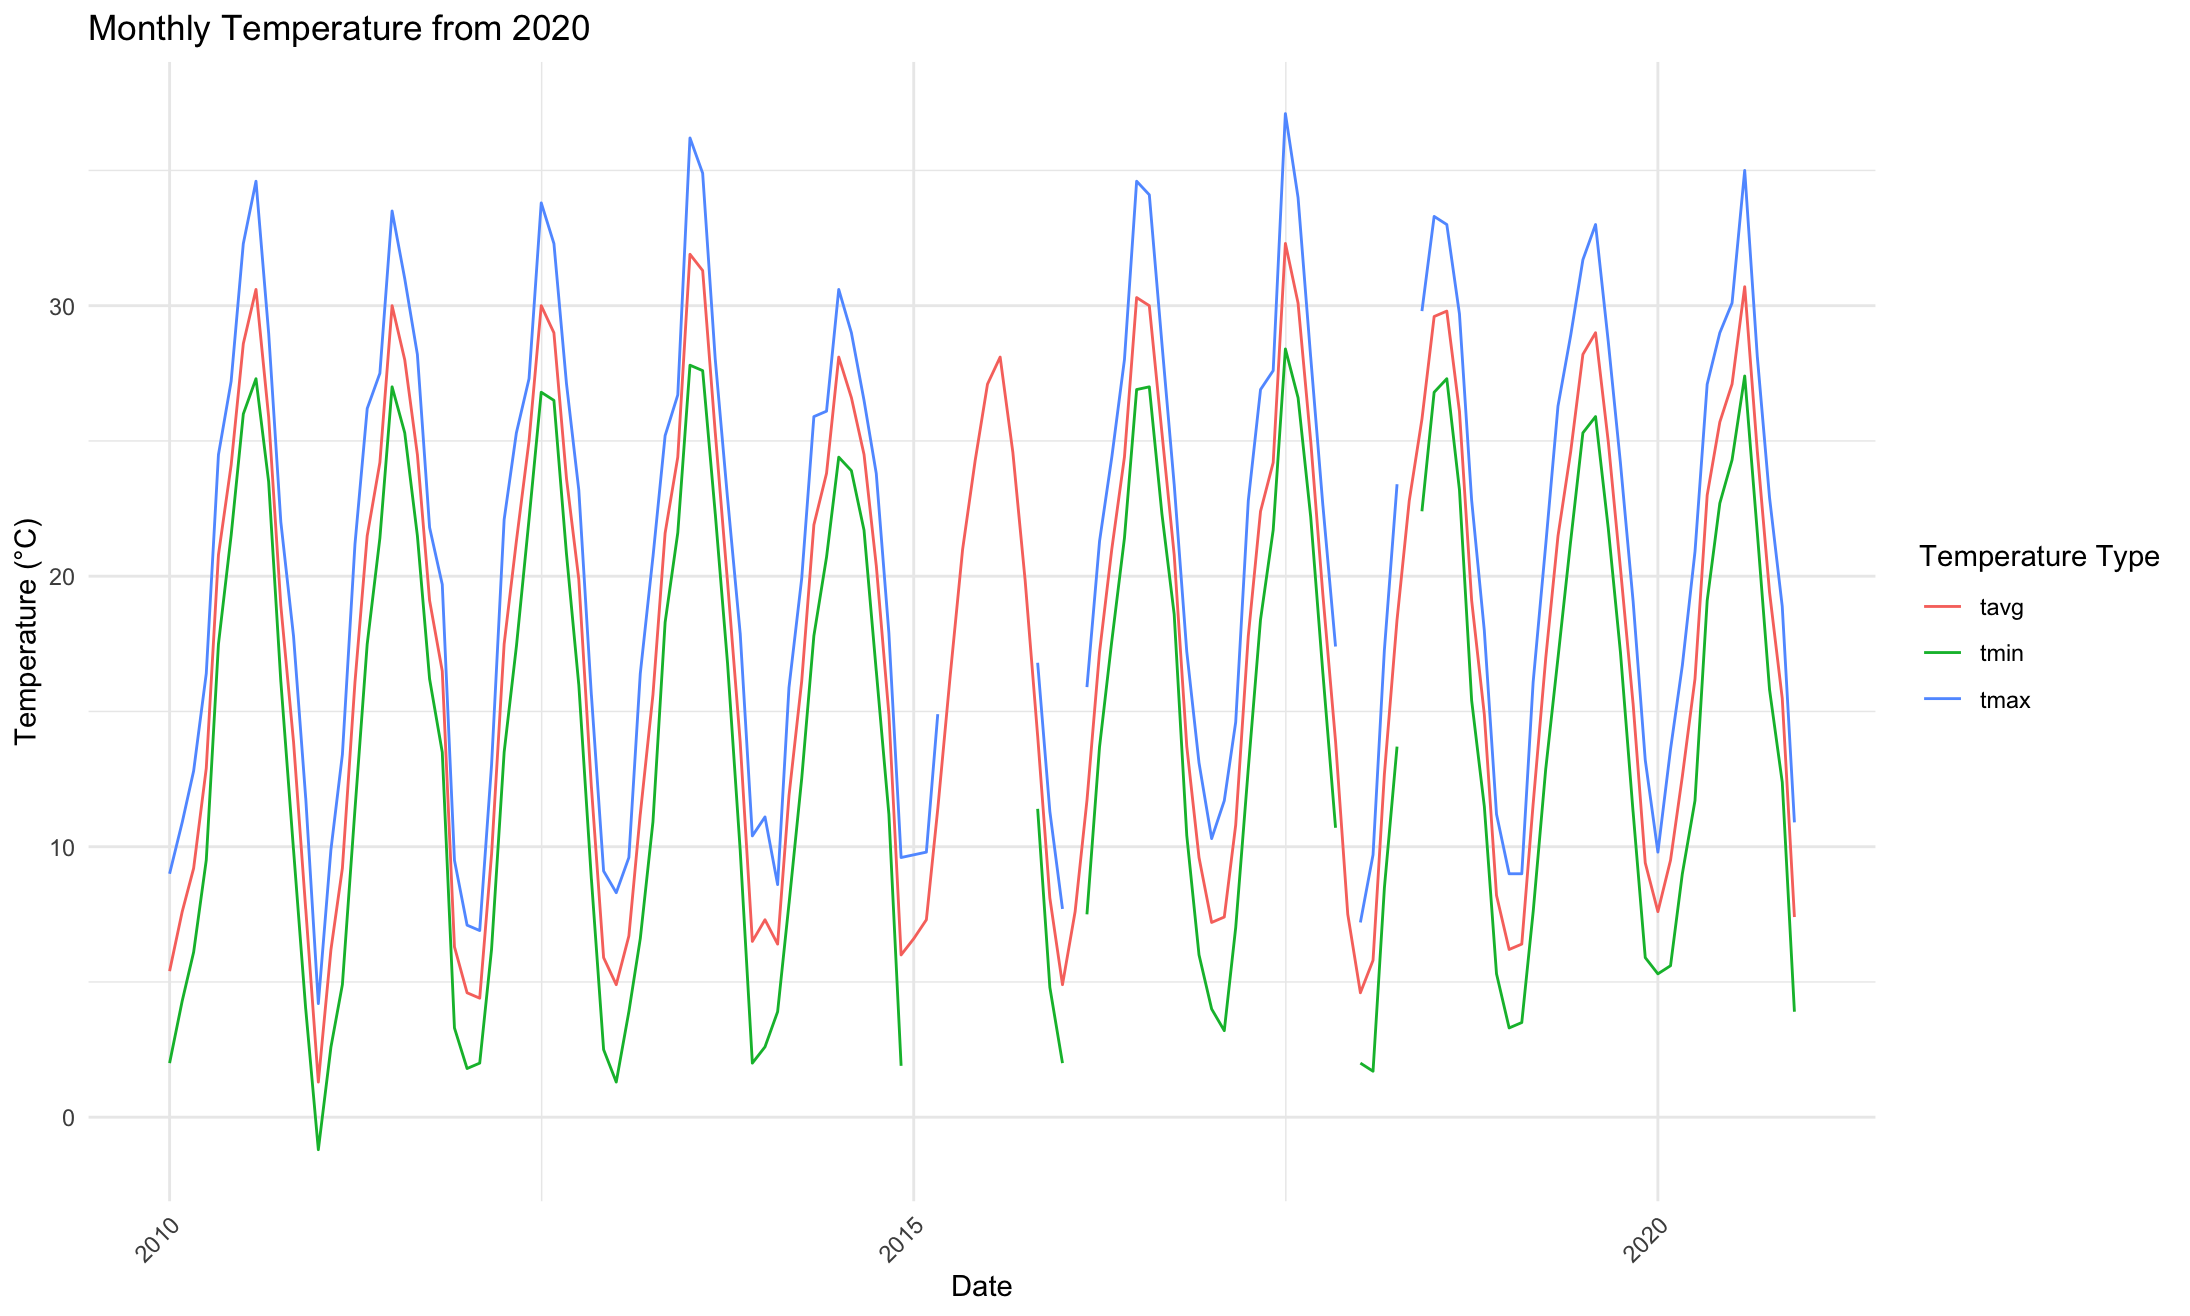 Monthly Temperature from 2020
Temperature (°C)
30
20
10
0
2010
2015
2020
Date
Temperature Type
tavg
tmin
tmax